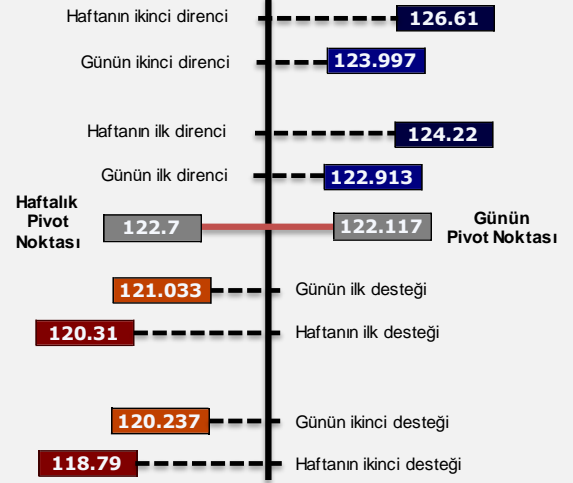 Haftanın ikinci direnci 126.61
Günün ikinci direnci 123.997
Haftanın ilk direnci 124.22
Günün ilk direnci 122.913
Haftalık
Pivot
Noktası
122.7 122.117
Günün
Pivot Noktası
121.033 Günün ilk desteği
120.31 Haftanın ilk desteği
120.237 Günün ikinci desteği
118.79 Haftanın ikinci desteği